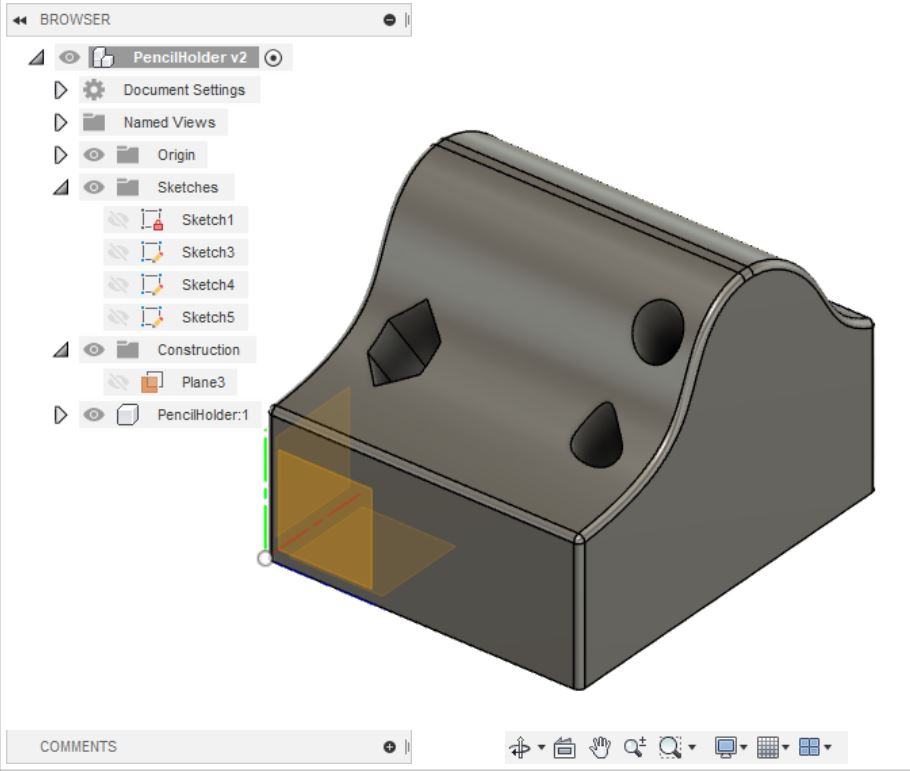 BROWSER
PencilHolder v2
Document Settings
Named Views
Origin
Sketches
Sketch1
Sketch3
Sketch4
Sketch5
Construction
Plane3
PencilHolder:1
COMMENTS